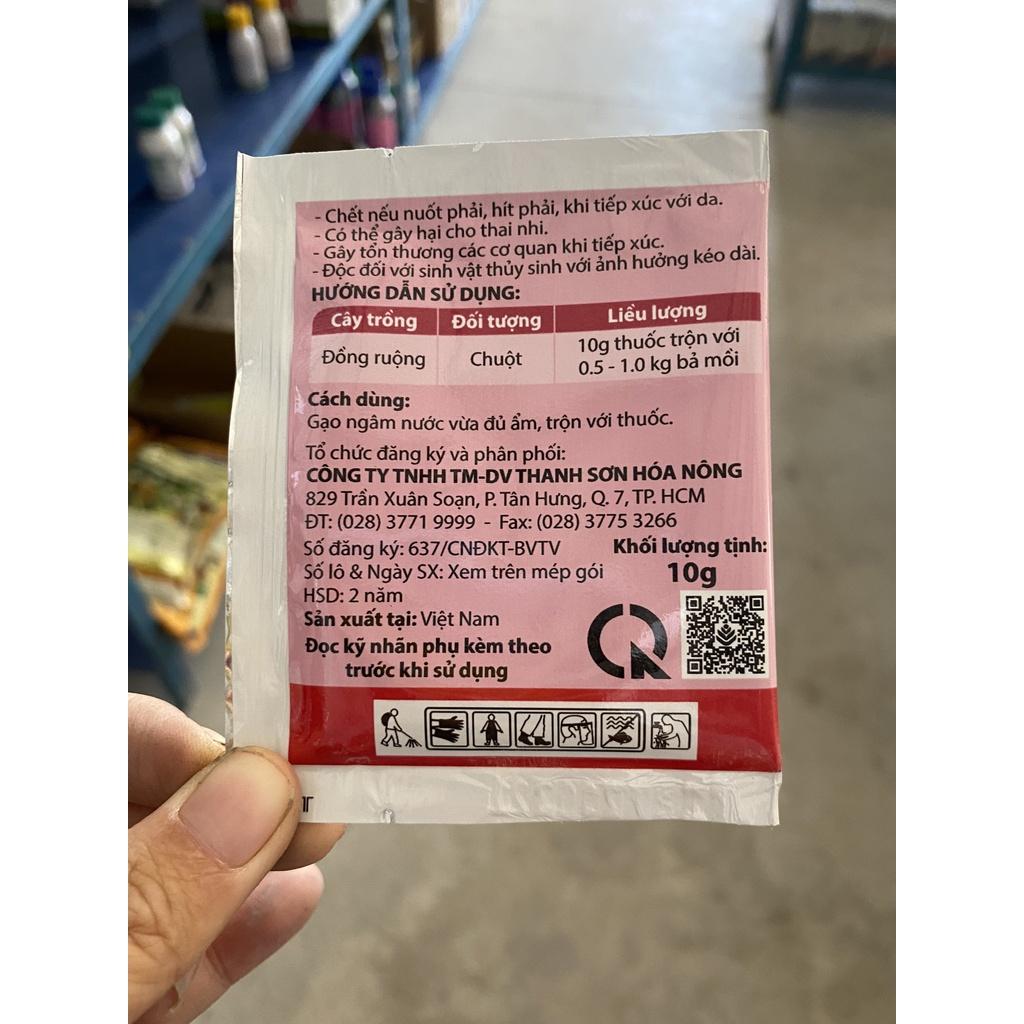 - Chết nếu nuốt phải, hít phải, khi tiếp xúc với da.
- Có thể gây hại cho thai nhi.
- Gây tổn thương các cơ quan khi tiếp xúc.
- Độc đối với sinh vật thủy sinh với ảnh hưởng kéo dài.
HƯỚNG DẪN SỬ DỤNG:
Cây trồng Đối tượng Liều lượng
Đồng ruộng Chuột 10g thuốc trộn với
0.5 - 1.0 kg bả mồi
Cách dùng:
Gạo ngâm nước vừa đủ ẩm, trộn với thuốc.
Tổ chức đăng ký và phân phối:
CÔNG TY TNHH TM-DV THANH SƠN HÓA NÔNG
829 Trần Xuân Soạn, P. Tân Hưng, Q. 7, TP. HCM
ĐT: (028) 3771 9999 - Fax: (028) 3775 3266
Số đăng ký: 637/CNĐKT-BVTV
Khối lượng tịnh:
Số lô & Ngày SX: Xem trên mép gói
10g
HSD: 2 năm
Sản xuất tại: Việt Nam
Đọc kỹ nhãn phụ kèm theo
trước khi sử dụng